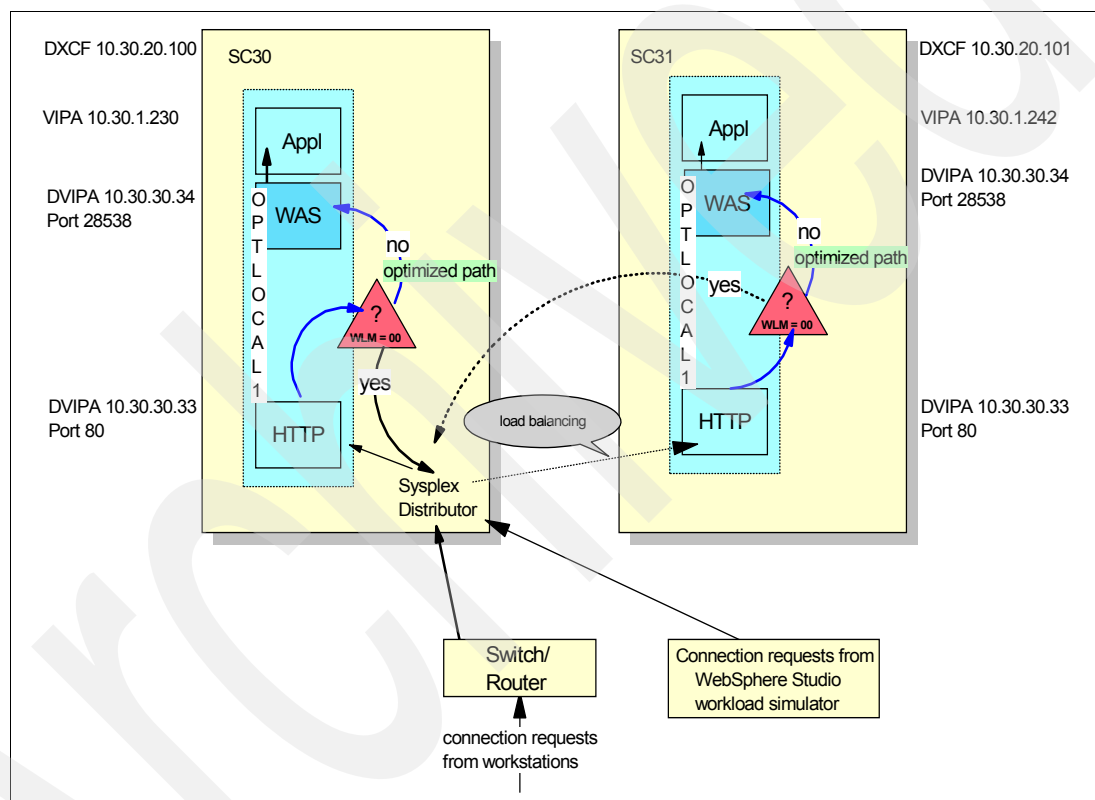 DXCF 10.30.20.100
VIPA 10.30.1.230
DVIPA 10.30.30.34
Port 28538
DVIPA 10.30.30.33
Port 80
SC30
Appl
WAS
OPTLOCAL1
no
optimized path
?
WLM = 00
yes
HTTP
Sysplex
Distributor
load balancing
SC31
Appl
WAS
OPTLOCAL1
no
optimized path
yes
?
WLM = 00
HTTP
DXCF 10.30.20.101
VIPA 10.30.1.242
DVIPA 10.30.30.34
Port 28538
DVIPA 10.30.30.33
Port 80
Switch/
Router
connection requests
from workstations
Connection requests from
WebSphere Studio
workload simulator